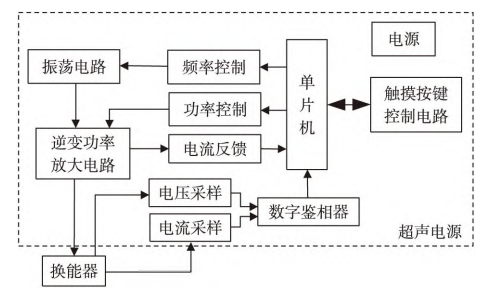 电源
振荡电路
频率控制
单
片
机
功率控制
触摸按键
控制电路
逆变功率
放大电路
电流反馈
电压采样
数字鉴相器
电流采样
超声电源
换能器